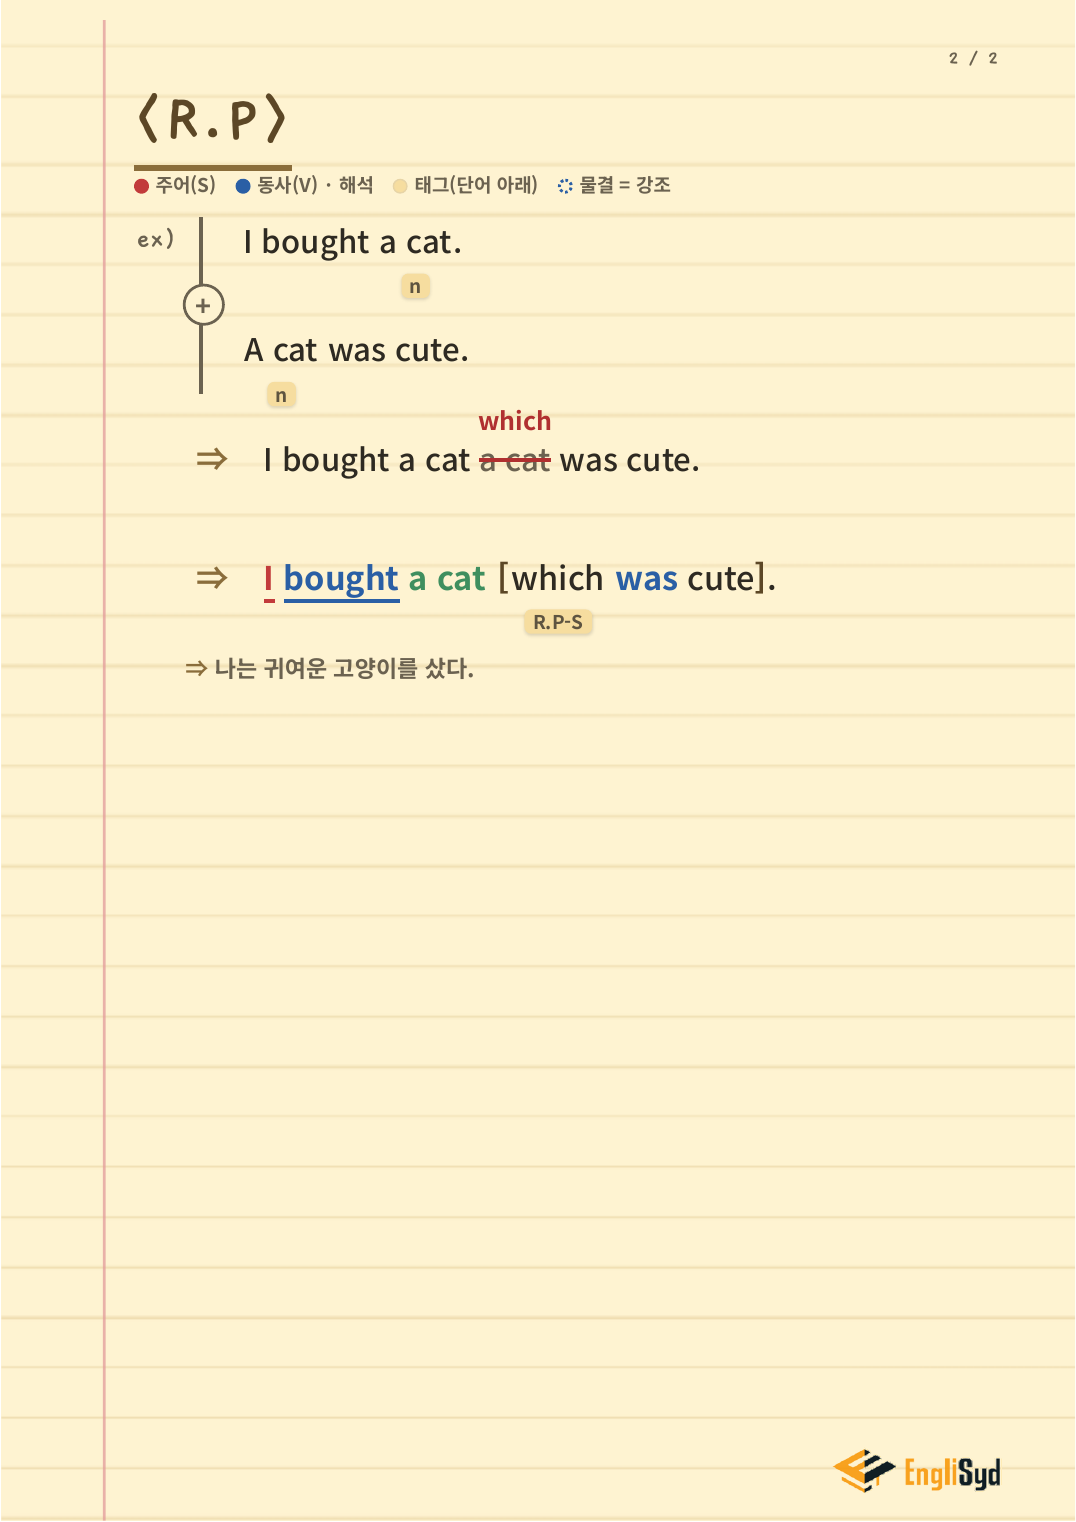 2 / 2
〈R.P〉
주어(S) 동사(V) · 해석 태그(단어 아래) 물결 = 강조
ex) I bought a cat.
n
+
A cat was cute.
n
which
⇒ I bought a cat a cat was cute.
⇒ I bought a cat [which was cute].
R.P-S
⇒ 나는 귀여운 고양이를 샀다.
EngliSyd